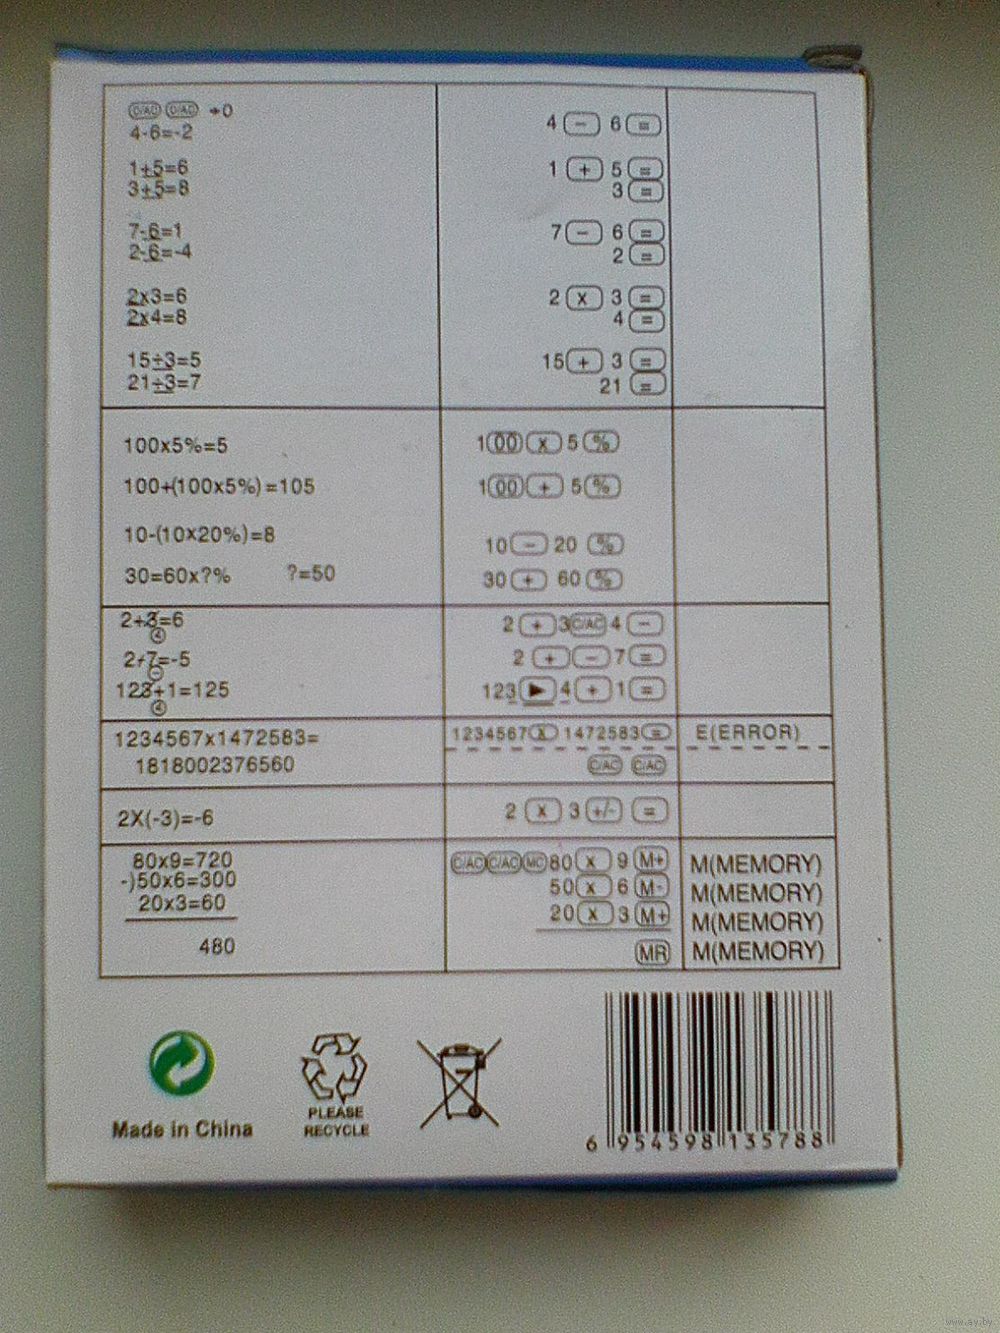 C/AC C/AC →0
4-6=-2 4 − 6 =
1+5=6 1 + 5 =
3+5=8 3 =
7-6=1 7 − 6 =
2-6=-4 2 =
2x3=6 2 x 3 =
2x4=8 4 =
15÷3=5 15 + 3 =
21÷3=7 21 =
100x5%=5 100 x 5 %
100+(100x5%)=105 100 + 5 %
10-(10x20%)=8 10 − 20 %
30=60x?% ?=50 30 + 60 %
2+3=6 2 + 3 C/AC 4 −
4
2+7=-5 2 + − 7 =
−
123+1=125 123 ▶ 4 + 1 =
4
1234567x1472583= 1234567 x 1472583 = E(ERROR)
1818002376560 C/AC C/AC
2X(-3)=-6 2 x 3 +/- =
80x9=720 C/AC C/AC MC 80 x 9 M+ M(MEMORY)
-)50x6=300 50 x 6 M- M(MEMORY)
20x3=60 20 x 3 M+ M(MEMORY)
480 MR M(MEMORY)
Made in China
PLEASE
RECYCLE
6 954598 135788
www.ay.by